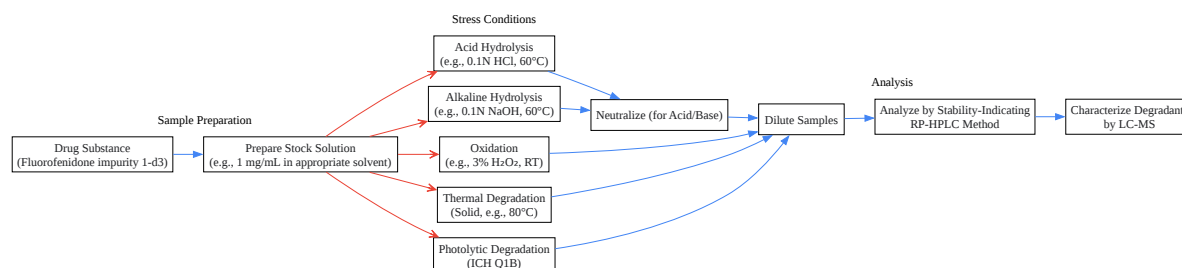 Sample Preparation
Drug Substance
(Fluorofenidone impurity 1-d3)
Prepare Stock Solution
(e.g., 1 mg/mL in appropriate solvent)
Stress Conditions
Acid Hydrolysis
(e.g., 0.1N HCl, 60°C)
Alkaline Hydrolysis
(e.g., 0.1N NaOH, 60°C)
Oxidation
(e.g., 3% H₂O₂, RT)
Thermal Degradation
(Solid, e.g., 80°C)
Photolytic Degradation
(ICH Q1B)
Neutralize (for Acid/Base)
Dilute Samples
Analysis
Analyze by Stability-Indicating
RP-HPLC Method
Characterize Degradant
by LC-MS